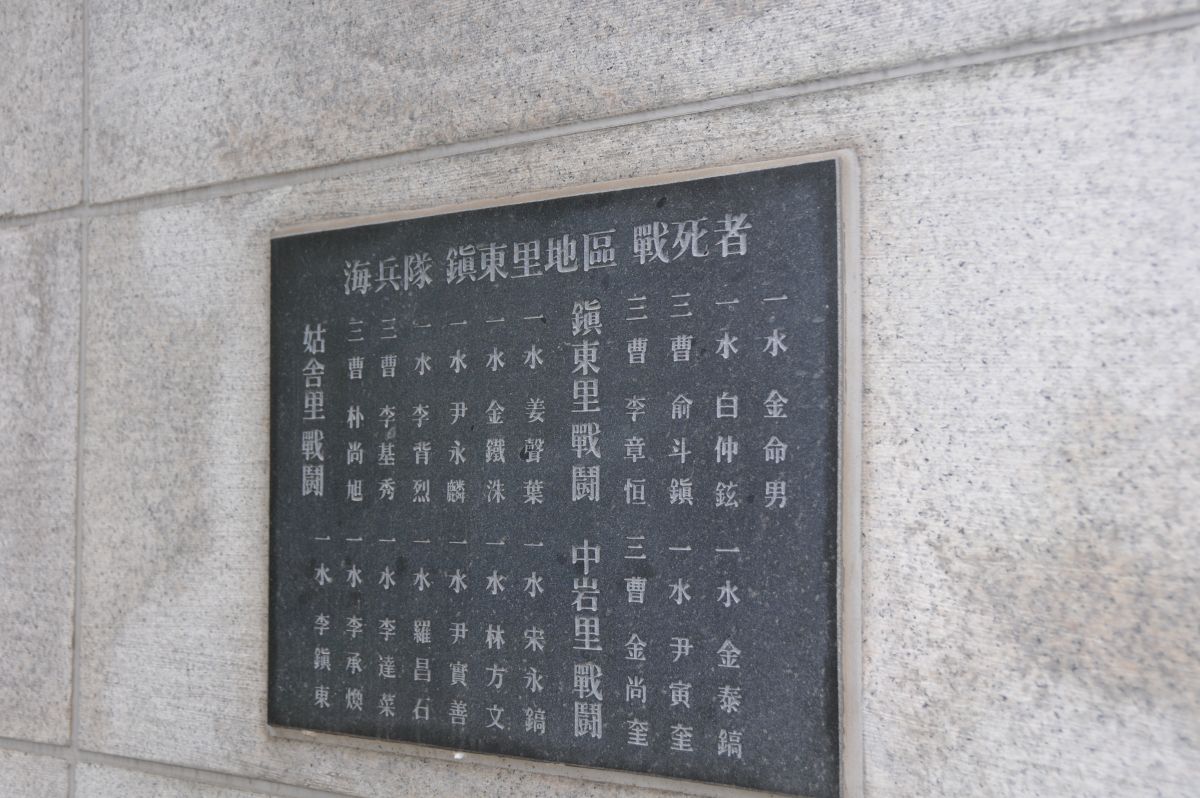 海兵隊 鎭東里地區 戰死者
姑舍里戰鬪
三曹 朴尚旭
三曹 李基秀
一水 李背烈
一水 尹永麟
一水 金鐵洙
一水 姜聲葉
一水 李鎭東
一水 李承煥
一水 李達菜
一水 羅昌石
一水 尹實善
一水 林方文
一水 宋永鎬
鎭東里戰鬪
三曹 李章恒
三曹 俞斗鎭
一水 白仲鉉
一水 金命男
中岩里戰鬪
三曹 金尚奎
一水 尹寅奎
一水 金泰鎬